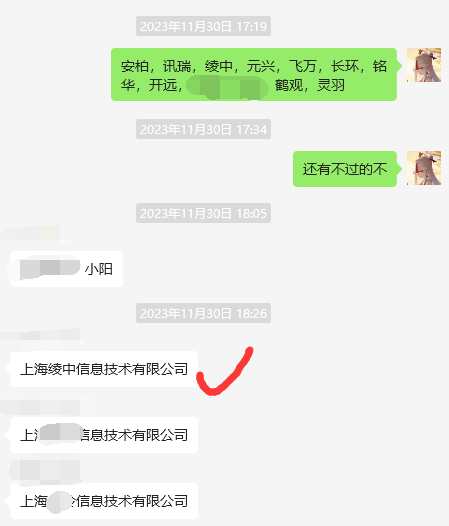 2023年11月30日 17:19
安柏，讯瑞，绫中，元兴，飞万，长环，铭
华，开远， 鹤观，灵羽
2023年11月30日 17:34
还有不过的不
2023年11月30日 18:05
小阳
2023年11月30日 18:26
上海绫中信息技术有限公司
上 信息技术有限公司
上海 信息技术有限公司